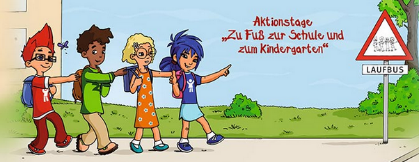 Aktionstage
„Zu Fuß zur Schule und
zum Kindergarten“
LAUFBUS